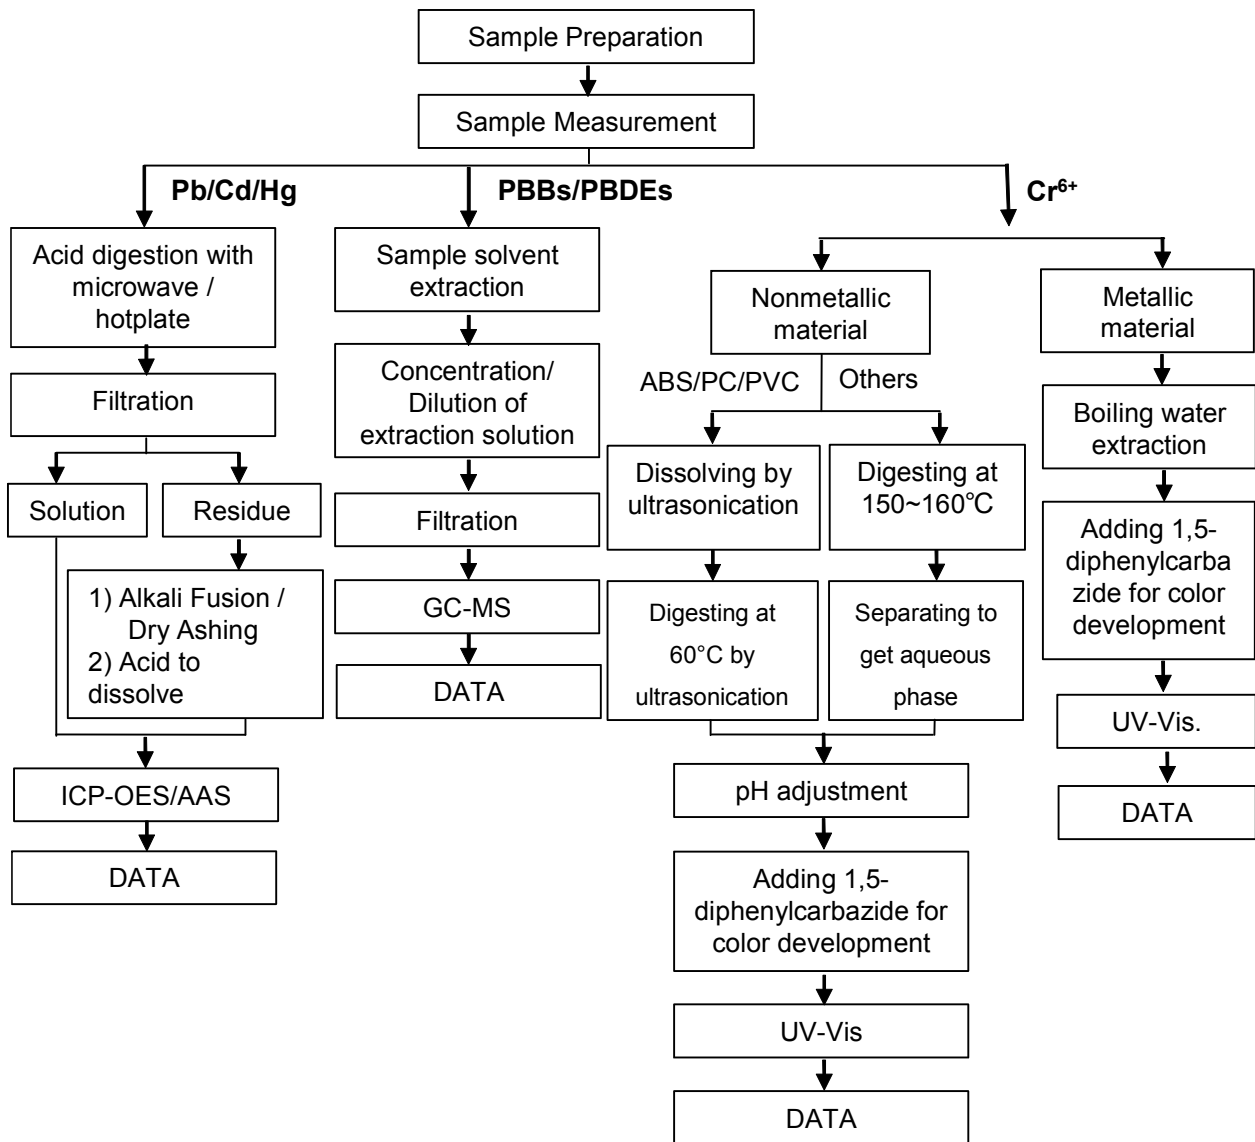 Sample Preparation
Sample Measurement
Pb/Cd/Hg
PBBs/PBDEs
Cr⁶⁺
Acid digestion with
microwave /
hotplate
Filtration
Solution
Residue
1) Alkali Fusion /
Dry Ashing
2) Acid to
dissolve
ICP-OES/AAS
DATA
Sample solvent
extraction
Concentration/
Dilution of
extraction solution
Filtration
GC-MS
DATA
Nonmetallic
material
ABS/PC/PVC
Others
Dissolving by
ultrasonication
Digesting at
60°C by
ultrasonication
Digesting at
150~160℃
Separating to
get aqueous
phase
pH adjustment
Adding 1,5-
diphenylcarbazide for
color development
UV-Vis
DATA
Metallic
material
Boiling water
extraction
Adding 1,5-
diphenylcarba
zide for color
development
UV-Vis.
DATA